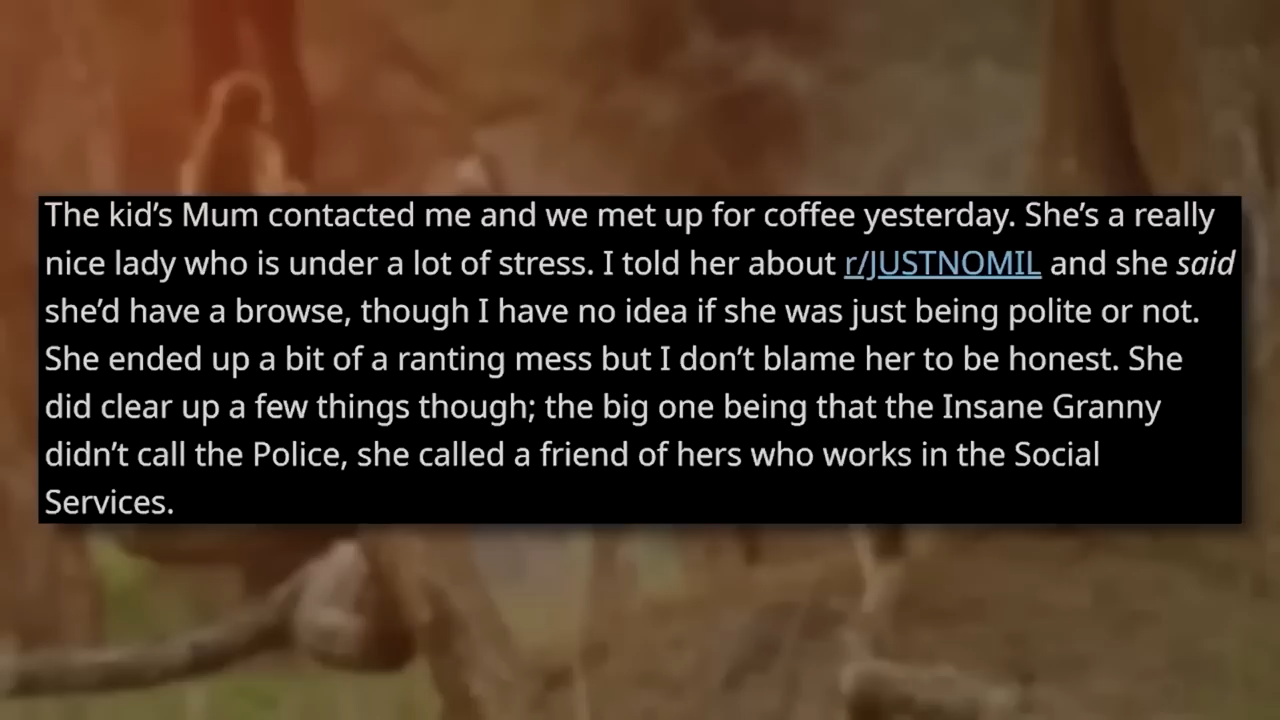 The kid’s Mum contacted me and we met up for coffee yesterday. She’s a really
nice lady who is under a lot of stress. I told her about r/JUSTNOMIL and she said
she’d have a browse, though I have no idea if she was just being polite or not.
She ended up a bit of a ranting mess but I don’t blame her to be honest. She
did clear up a few things though; the big one being that the Insane Granny
didn’t call the Police, she called a friend of hers who works in the Social
Services.